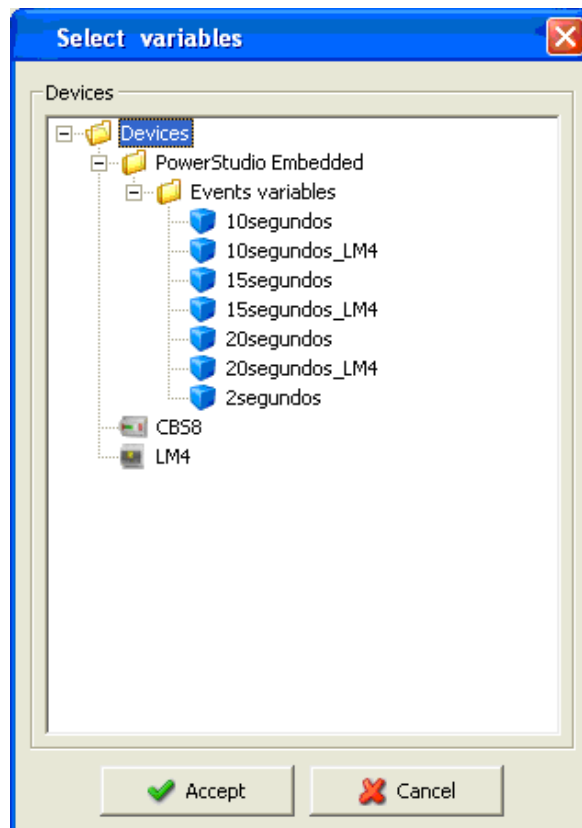 Select variables
Devices
Devices
PowerStudio Embedded
Events variables
10segundos
10segundos_LM4
15segundos
15segundos_LM4
20segundos
20segundos_LM4
2segundos
CBS8
LM4
Accept Cancel